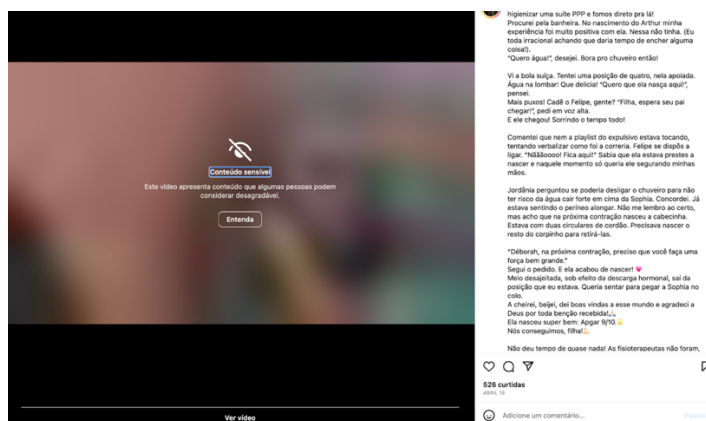 Conteúdo sensível
Este vídeo apresenta conteúdo que algumas pessoas podem
considerar desagradável.
Entenda
Ver vídeo
higienizar uma suíte PPP e fomos direto pra lá!
Procurei pela banheira. No nascimento do Arthur minha
experiência foi muito positiva com ela. Nessa não tinha. (Eu
toda irracional achando que daria tempo de encher alguma
coisa!).
"Quero água!", desejei. Bora pro chuveiro então!
Vi a bola suíça. Tentei uma posição de quatro, nela apoiada.
Água na lombar! Que delicia! "Quero que ela nasça aqui!",
pensei.
Mais puxos! Cadê o Felipe, gente? "Filha, espera seu pai
chegar!", pedi em voz alta.
E ele chegou! Sorrindo o tempo todo!
Comentei que nem a playlist do expulsivo estava tocando,
tentando verbalizar como foi a correria. Felipe se dispôs a
ligar. "Nããããoooo! Fica aqui!" Sabia que ela estava prestes a
nascer e naquele momento só queria ele segurando minhas
mãos.
Jordânia perguntou se poderia desligar o chuveiro para não
ter risco da água cair forte em cima da Sophia. Concordei. Já
estava sentindo o períneo alongar. Não me lembro ao certo,
mas acho que na próxima contração nasceu a cabecinha.
Estava com duas circulares de cordão. Precisava nascer o
resto do corpinho para retirá-las.
"Déborah, na próxima contração, preciso que você faça uma
força bem grande."
Segui o pedido. E ela acabou de nascer! 💗
Meio desajeitada, sob efeito da descarga hormonal, saí da
posição que eu estava. Queria sentar para pegar a Sophia no
colo.
A cheirei, beijei, dei boas vindas a esse mundo e agradeci a
Deus por toda benção recebida!🙏🏻
Ela nasceu super bem: Apgar 9/10.
Nós conseguimos, filha!💪🏻
Não deu tempo de quase nada! As fisioterapeutas não foram,
526 curtidas
ABRIL 19
Adicione um comentário...